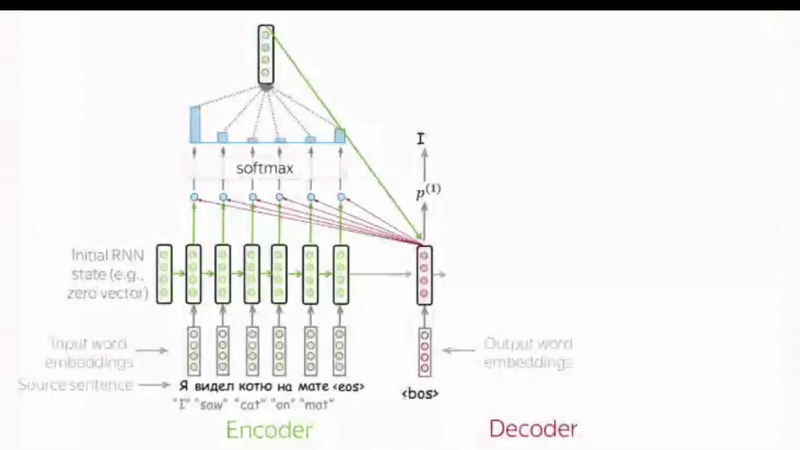 I
softmax
p(1)
Initial RNN
state (e.g.,
zero vector)
Input word
embeddings
Output word
embeddings
Source sentence
Я видел котю на мате <eos>
"I" "saw" "cat" "on" "mat"
<bos>
Encoder
Decoder